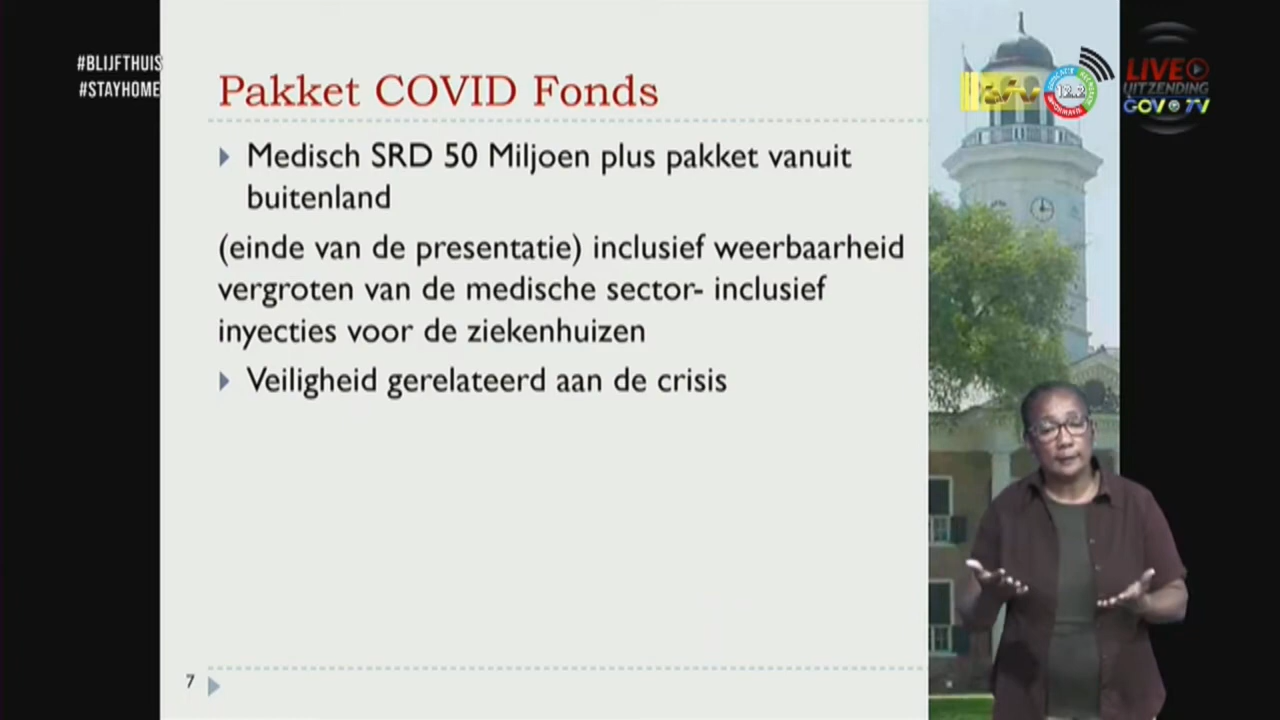 #BLIJFTHUIS
#STAYHOME
Pakket COVID Fonds
LIVE
UITZENDING
GOV TV
12.2
Medisch SRD 50 Miljoen plus pakket vanuit
buitenland
(einde van de presentatie) inclusief weerbaarheid
vergroten van de medische sector- inclusief
inyecties voor de ziekenhuizen
Veiligheid gerelateerd aan de crisis
7